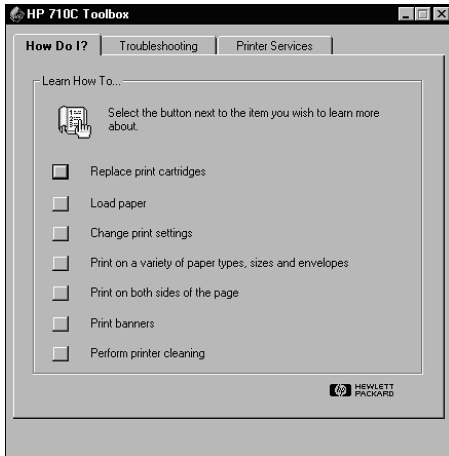 HP 710C Toolbox
How Do I? Troubleshooting Printer Services
Learn How To...
Select the button next to the item you wish to learn more
about.
Replace print cartridges
Load paper
Change print settings
Print on a variety of paper types, sizes and envelopes
Print on both sides of the page
Print banners
Perform printer cleaning
hp HEWLETT
PACKARD